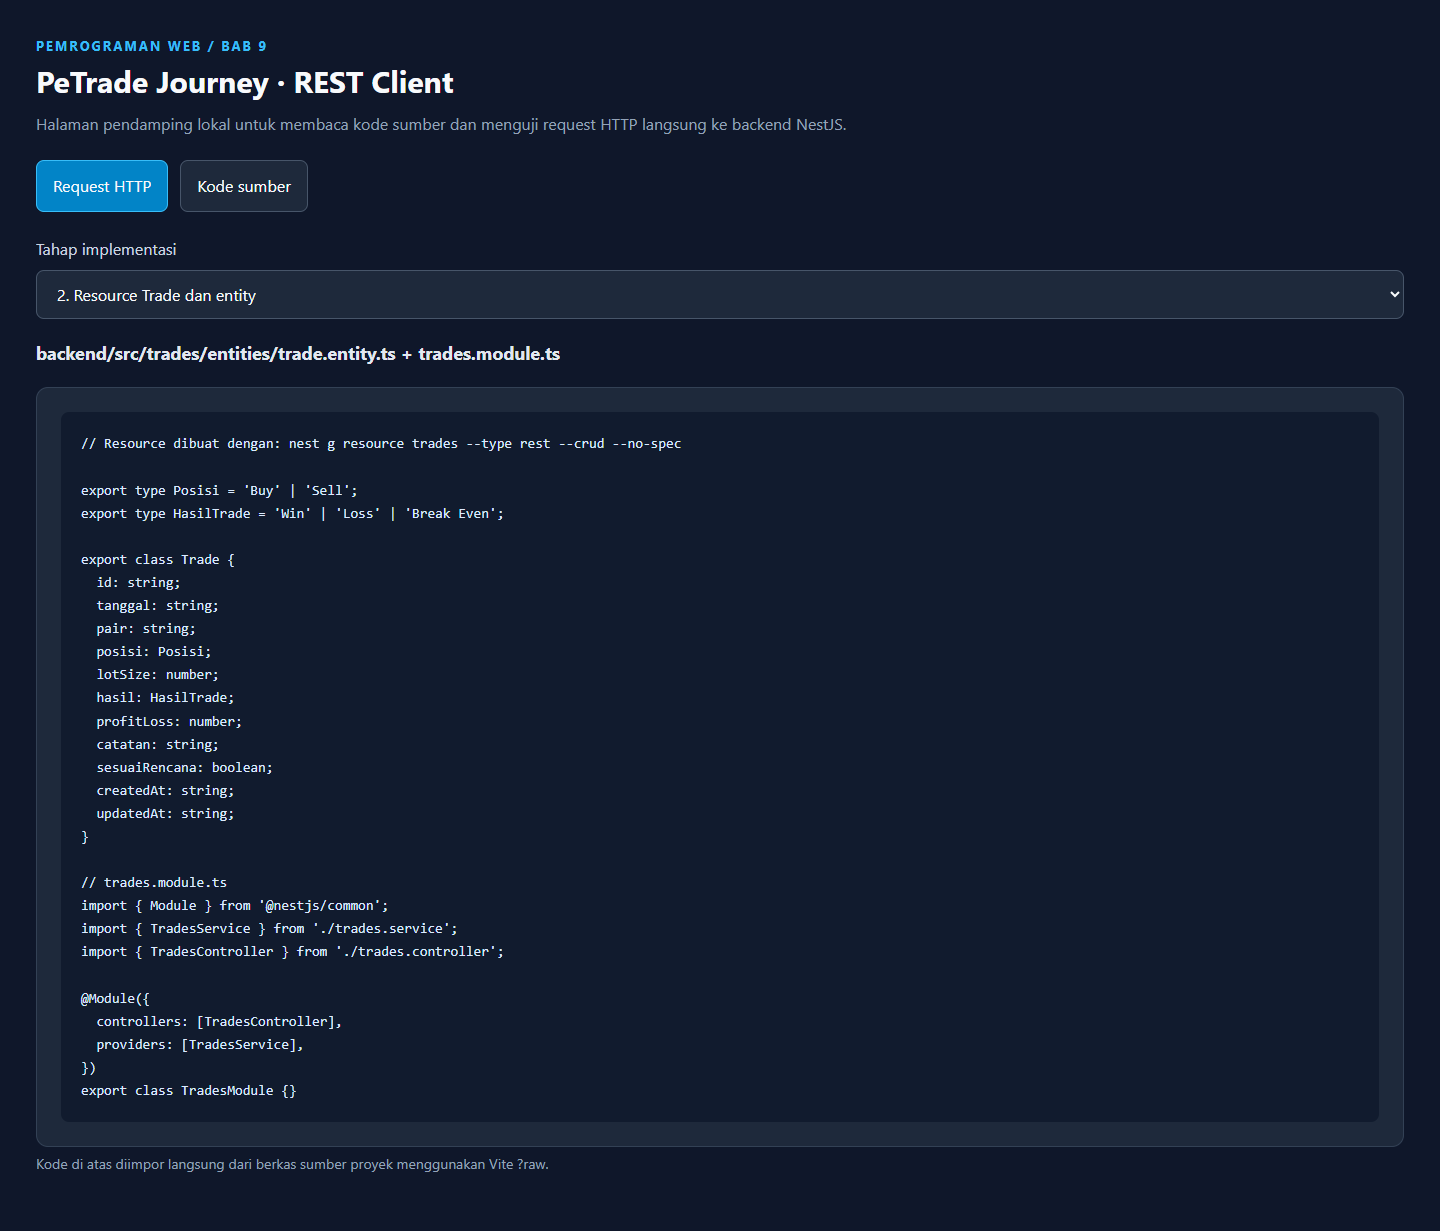 PEMROGRAMAN WEB / BAB 9
PeTrade Journey · REST Client
Halaman pendamping lokal untuk membaca kode sumber dan menguji request HTTP langsung ke backend NestJS.
Request HTTP
Kode sumber
Tahap implementasi
2. Resource Trade dan entity
backend/src/trades/entities/trade.entity.ts + trades.module.ts
// Resource dibuat dengan: nest g resource trades --type rest --crud --no-spec
export type Posisi = 'Buy' | 'Sell';
export type HasilTrade = 'Win' | 'Loss' | 'Break Even';
export class Trade {
  id: string;
  tanggal: string;
  pair: string;
  posisi: Posisi;
  lotSize: number;
  hasil: HasilTrade;
  profitLoss: number;
  catatan: string;
  sesuaiRencana: boolean;
  createdAt: string;
  updatedAt: string;
}
// trades.module.ts
import { Module } from '@nestjs/common';
import { TradesService } from './trades.service';
import { TradesController } from './trades.controller';
@Module({
  controllers: [TradesController],
  providers: [TradesService],
})
export class TradesModule {}
Kode di atas diimpor langsung dari berkas sumber proyek menggunakan Vite ?raw.